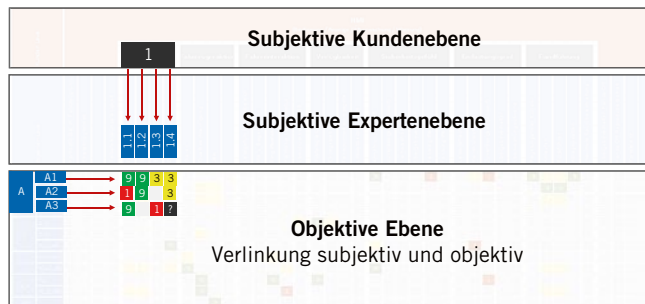 Subjektive Kundenebene
1
Subjektive Expertenebene
1.1 1.2 1.3 1.4
A
A1 9 9 3 3
A2 1 9 3
A3 9 1 ?
Objektive Ebene
Verlinkung subjektiv und objektiv